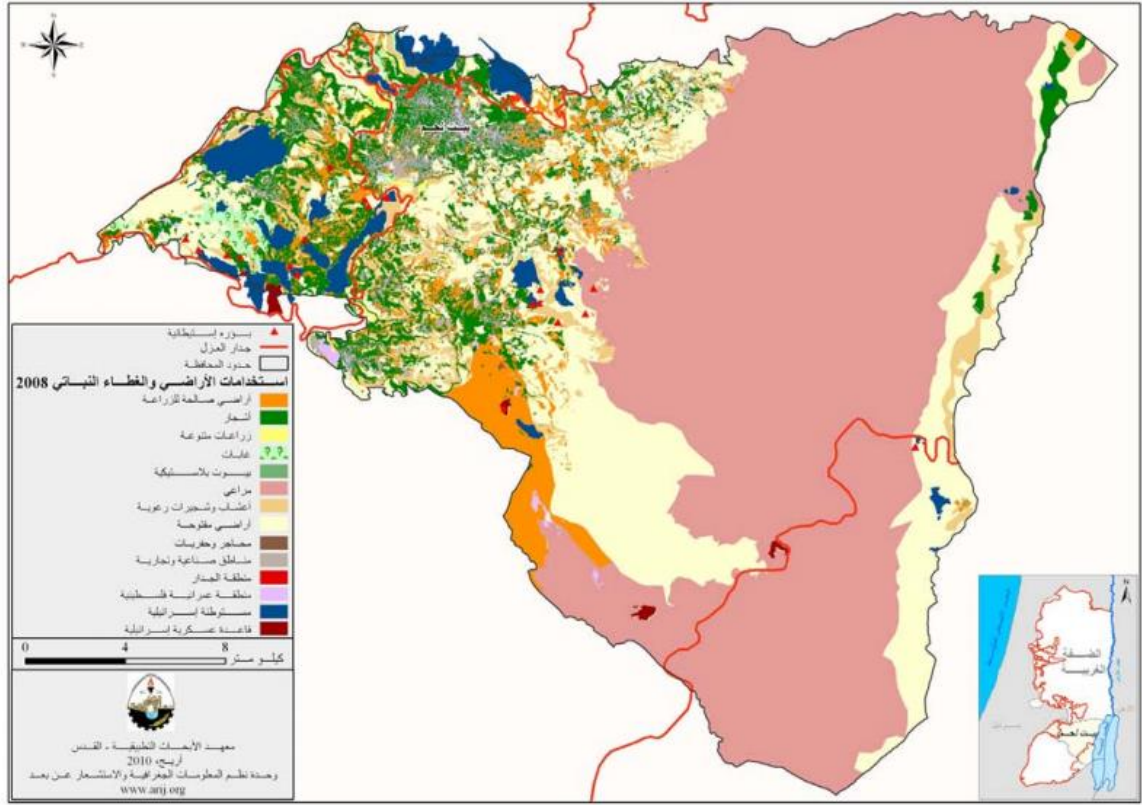 بيت لحم
بؤره إستيطانية
جدار العزل
حدود المحافظة
استخدامات الأراضي والغطاء النباتي 2008
أراضي صالحة للزراعة
أشجار
زراعات متنوعة
غابات
بيوت بلاستيكية
مراعي
أعشاب وشجيرات رعوية
أراضي مفتوحة
محاجر وحفريات
مناطق صناعية وتجارية
منطقة الجدار
منطقة عمرانية فلسطينية
مستوطنة إسرائيلية
قاعدة عسكرية إسرائيلية
0 4 8
كيلو متر
معهد الأبحاث التطبيقية - القدس
أريج، 2010
وحدة نظم المعلومات الجغرافية والاستشعار عن بعد
www.arij.org
N
الضفة
الغربية
بيت لحم